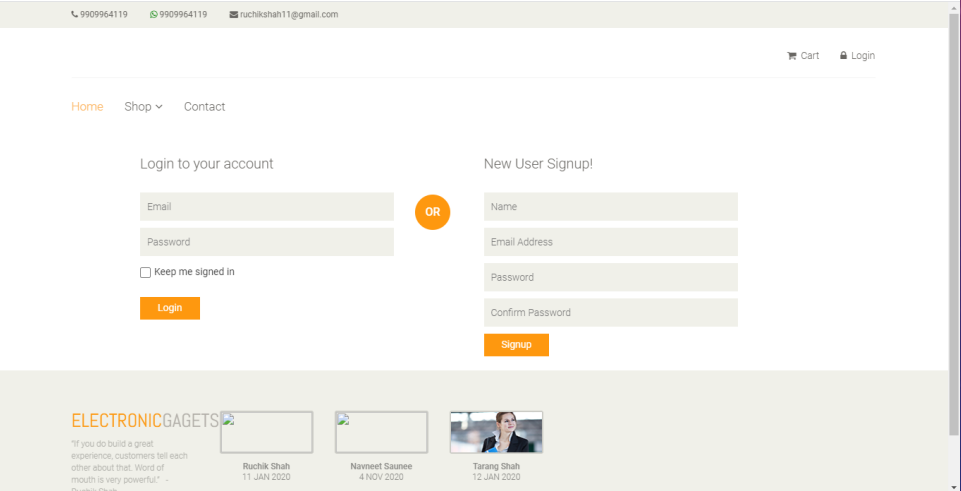 9909964119 9909964119 ruchikshah11@gmail.com
Cart Login
Home Shop Contact
Login to your account
Email
Password
Keep me signed in
Login
OR
New User Signup!
Name
Email Address
Password
Confirm Password
Signup
ELECTRONICGAGETS
"If you do build a great
experience, customers tell each
other about that. Word of
mouth is very powerful." -
Ruchik Shah
Ruchik Shah
11 JAN 2020
Navneet Saunee
4 NOV 2020
Tarang Shah
12 JAN 2020